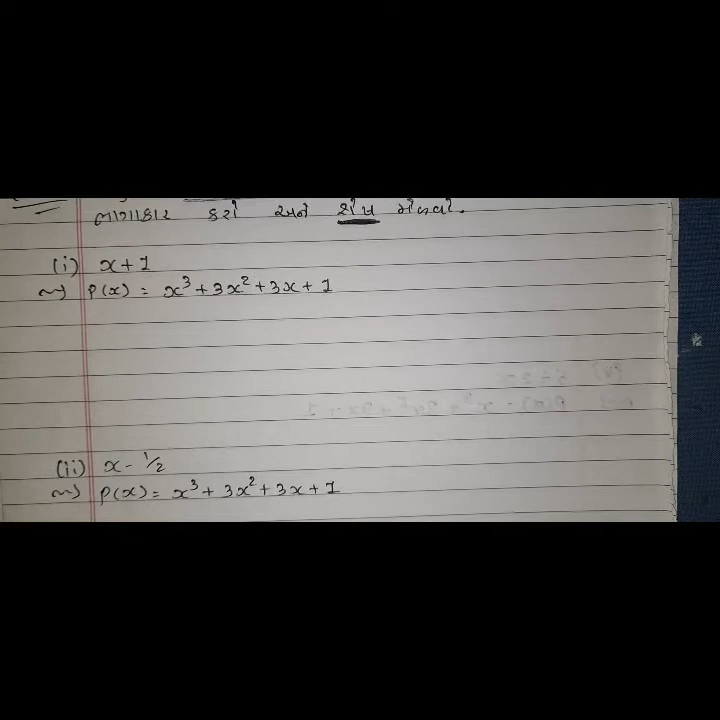 ભાગાકાર કરો અને શેષ મેળવો.
(i) x + 1
~> P(x) = x³ + 3x² + 3x + 1
(ii) x - 1/2
~> P(x) = x³ + 3x² + 3x + 1